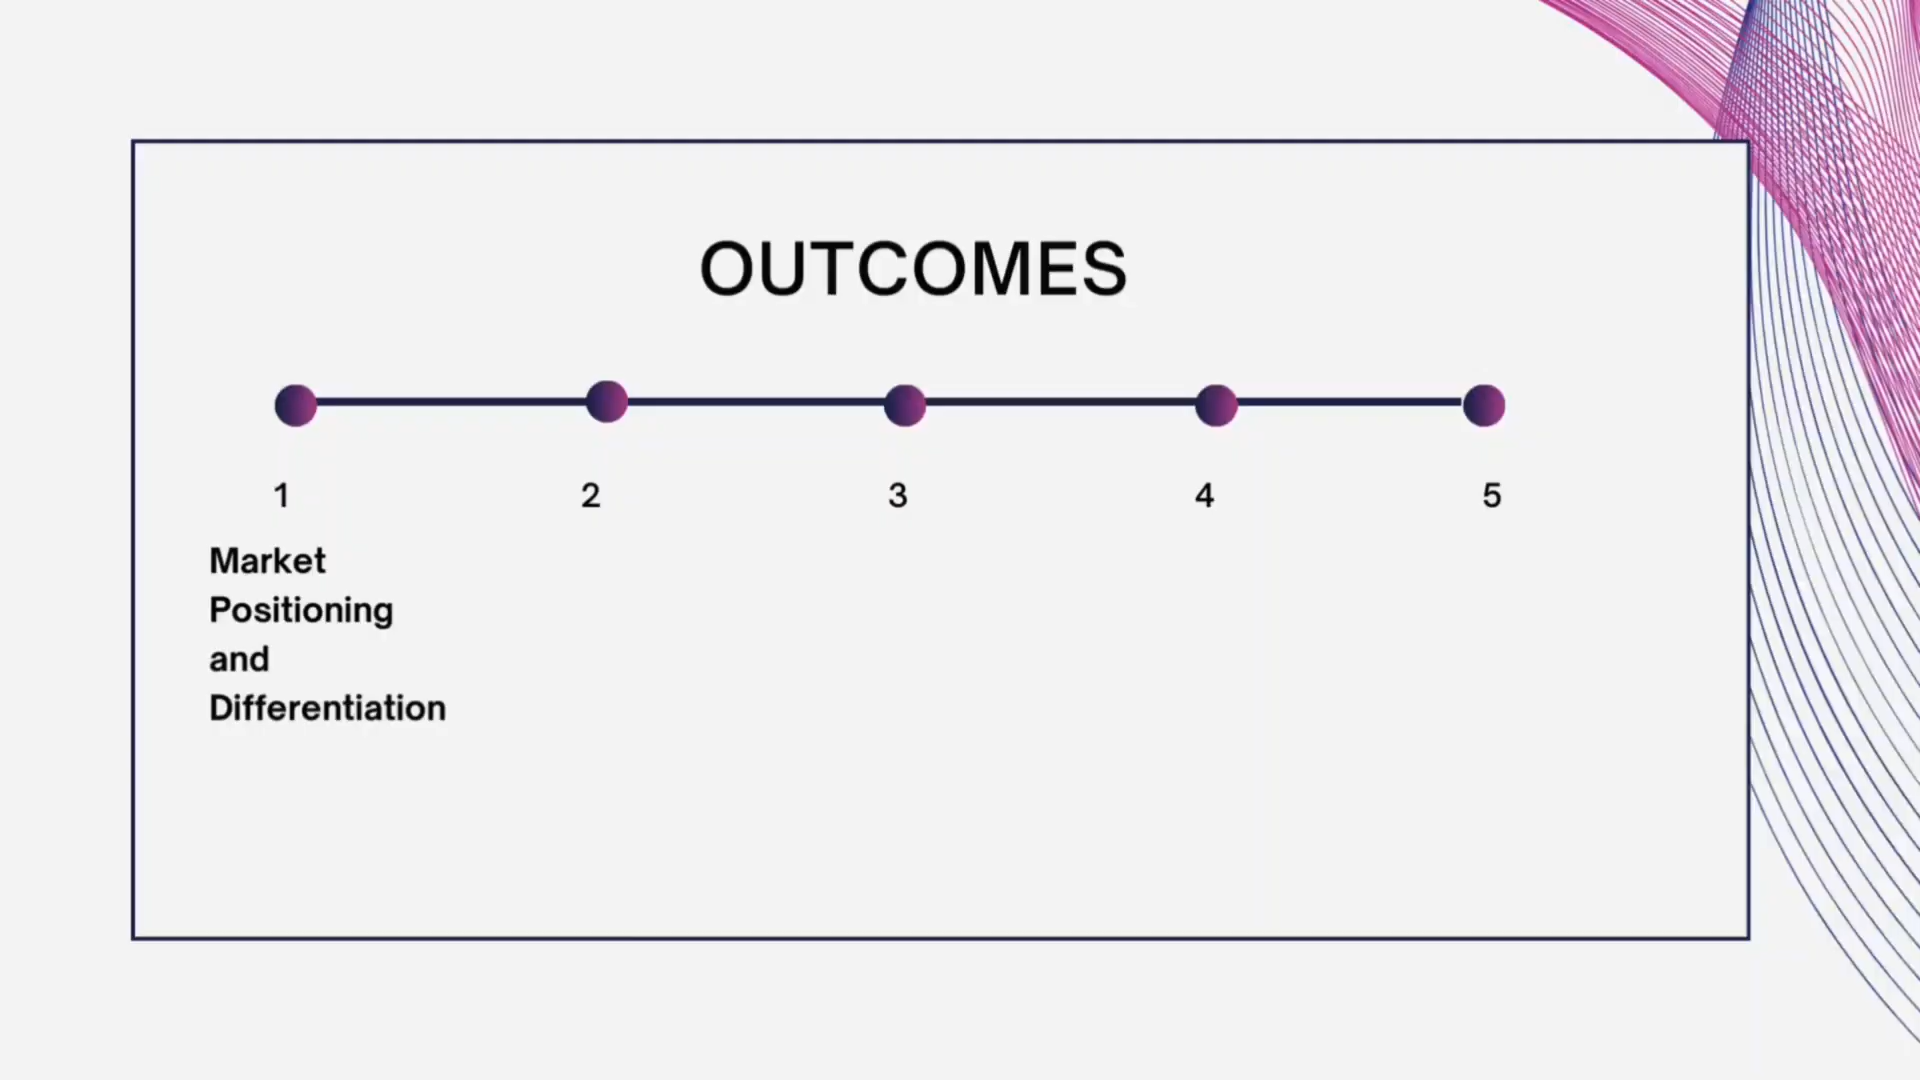 OUTCOMES
1 2 3 4 5
Market
Positioning
and
Differentiation